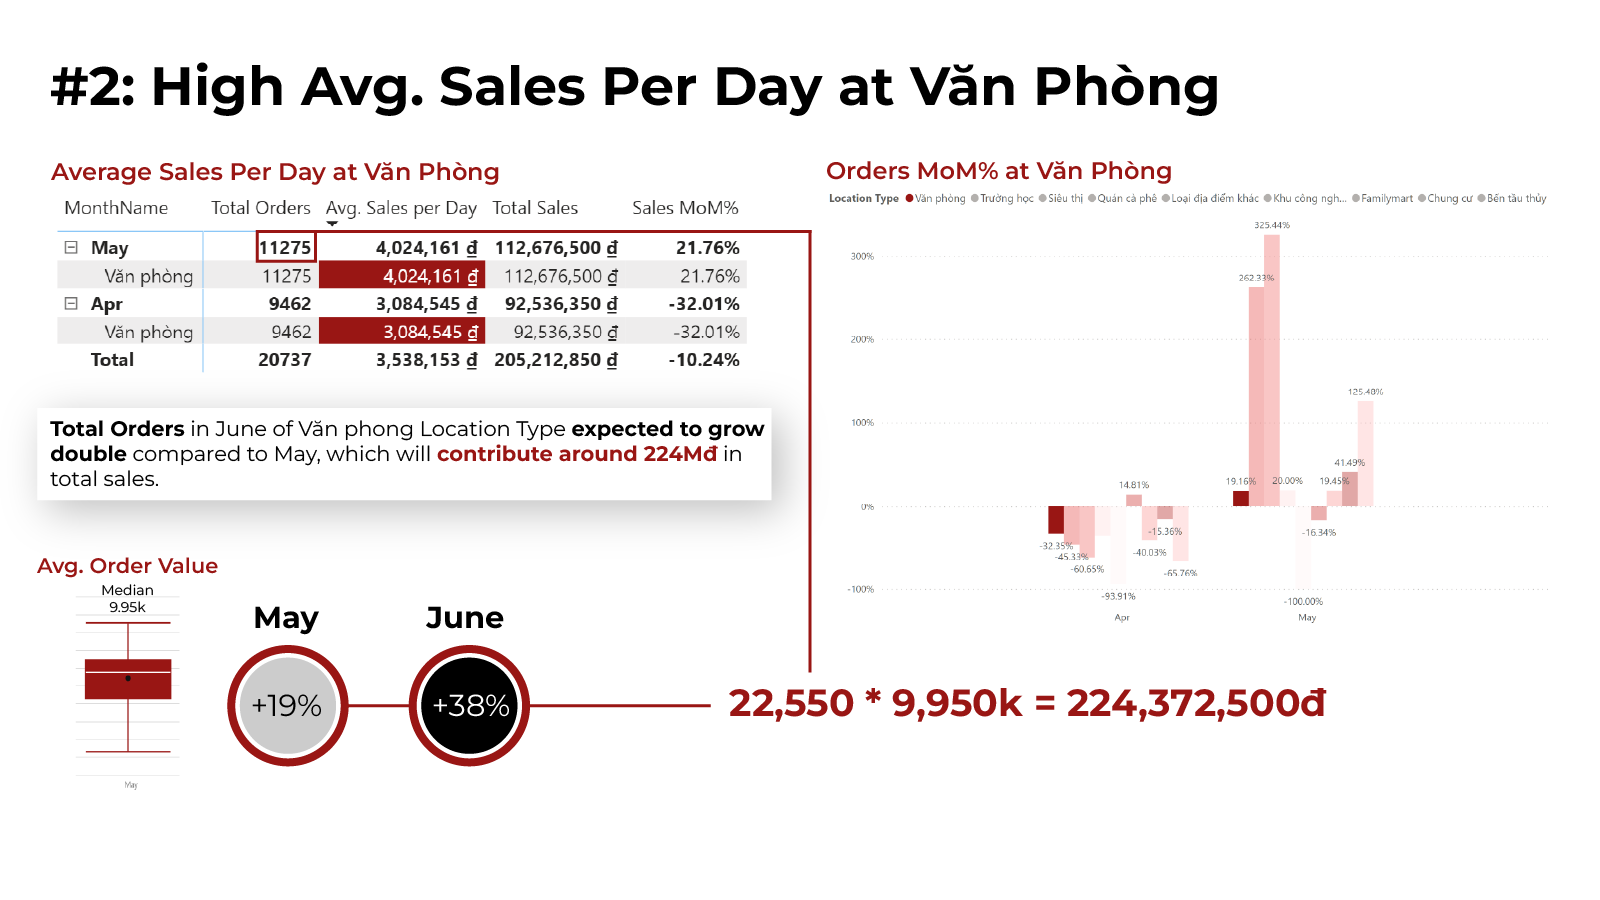 #2: High Avg. Sales Per Day at Văn Phòng
Average Sales Per Day at Văn Phòng
MonthName Total Orders Avg. Sales per Day Total Sales Sales MoM%
May 11275 4,024,161 ₫ 112,676,500 ₫ 21.76%
Văn phòng 11275 4,024,161 ₫ 112,676,500 ₫ 21.76%
Apr 9462 3,084,545 ₫ 92,536,350 ₫ -32.01%
Văn phòng 9462 3,084,545 ₫ 92,536,350 ₫ -32.01%
Total 20737 3,538,153 ₫ 205,212,850 ₫ -10.24%
Total Orders in June of Văn phong Location Type expected to grow
double compared to May, which will contribute around 224Mđ in
total sales.
Orders MoM% at Văn Phòng
Location Type Văn phòng Trường học Siêu thị Quán cà phê Loại địa điểm khác Khu công ngh... Familymart Chung cư Bến tàu thủy
325.44%
300%
262.33%
200%
125.48%
100%
41.49%
19.16% 20.00% 19.45%
14.81%
0%
-15.36%
-16.34%
-32.35%
-40.03%
-45.33%
-60.65%
-65.76%
-100%
-93.91%
-100.00%
Apr May
Avg. Order Value
Median
9.95k
May
May June
+19% +38%
22,550 * 9,950k = 224,372,500đ